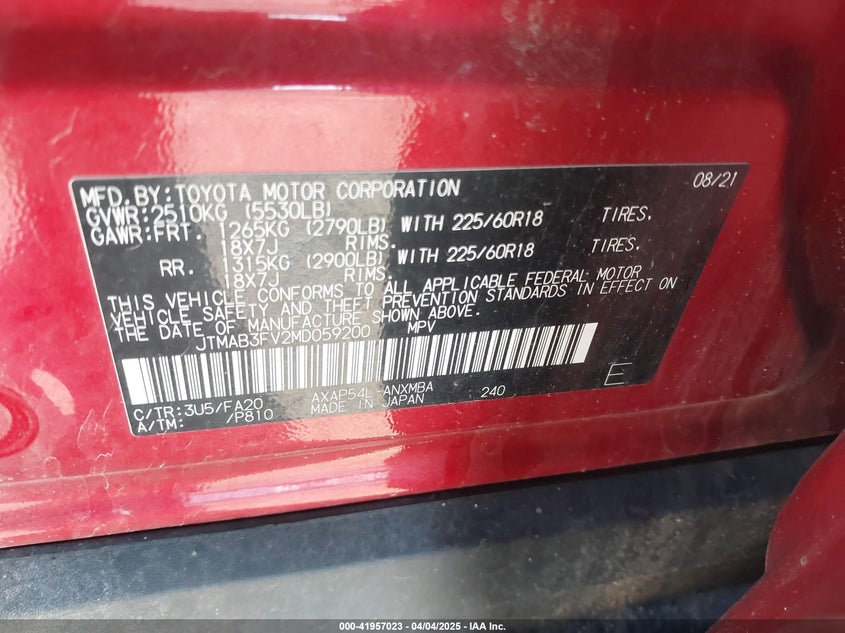 MFD. BY: TOYOTA MOTOR CORPORATION 08/21
GVWR: 2510KG (5530LB)
GAWR: FRT. 1265KG (2790LB) WITH 225/60R18 TIRES.
18X7J RIMS.
RR. 1315KG (2900LB) WITH 225/60R18 TIRES.
18X7J RIMS.
THIS VEHICLE CONFORMS TO ALL APPLICABLE FEDERAL MOTOR
VEHICLE SAFETY AND THEFT PREVENTION STANDARDS IN EFFECT ON
THE DATE OF MANUFACTURE SHOWN ABOVE.
JTMAB3FV2MD059200 MPV
C/TR: 3U5/FA20 AXAP54L-ANXMBA 240 E
A/TM: /P810 MADE IN JAPAN
000-41957023 - 04/04/2025 - IAA Inc.